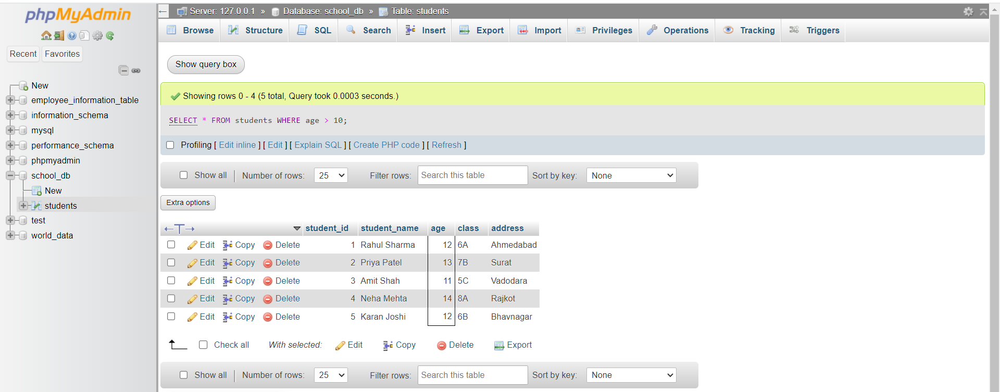 phpMyAdmin
Recent Favorites
New
employee_information_table
information_schema
mysql
performance_schema
phpmyadmin
school_db
New
students
test
world_data
Server: 127.0.0.1 » Database: school_db » Table: students
Browse Structure SQL Search Insert Export Import Privileges Operations Tracking Triggers
Show query box
Showing rows 0 - 4 (5 total, Query took 0.0003 seconds.)
SELECT * FROM students WHERE age > 10;
Profiling [ Edit inline ] [ Edit ] [ Explain SQL ] [ Create PHP code ] [ Refresh ]
Show all | Number of rows: 25 Filter rows: Search this table Sort by key: None
Extra options
←T→ student_id student_name age class address
Edit Copy Delete 1 Rahul Sharma 12 6A Ahmedabad
Edit Copy Delete 2 Priya Patel 13 7B Surat
Edit Copy Delete 3 Amit Shah 11 5C Vadodara
Edit Copy Delete 4 Neha Mehta 14 8A Rajkot
Edit Copy Delete 5 Karan Joshi 12 6B Bhavnagar
Check all With selected: Edit Copy Delete Export
Show all | Number of rows: 25 Filter rows: Search this table Sort by key: None